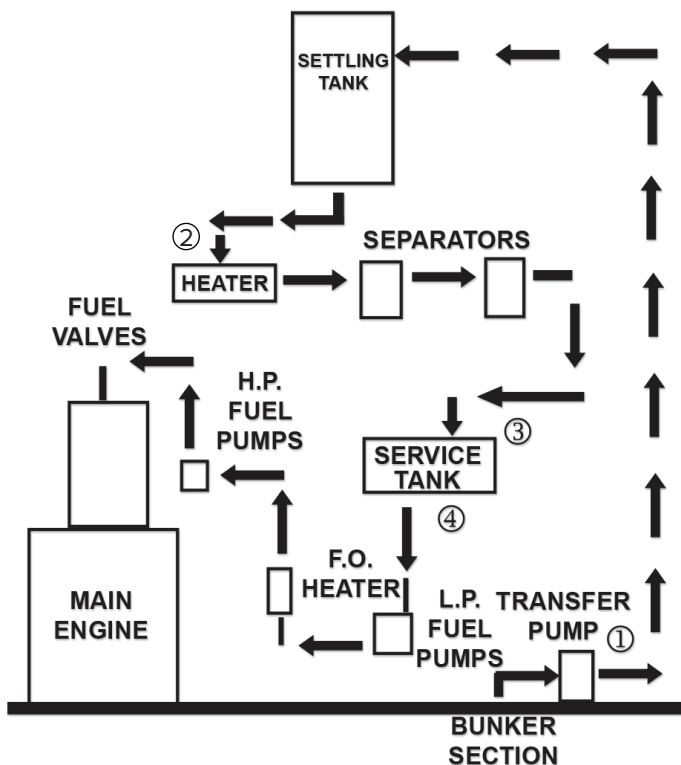 SETTLING
TANK
②
SEPARATORS
HEATER
FUEL
VALVES
H.P.
FUEL
PUMPS
③
SERVICE
TANK
④
F.O.
HEATER
L.P.
FUEL
PUMPS
TRANSFER
PUMP
①
MAIN
ENGINE
BUNKER
SECTION